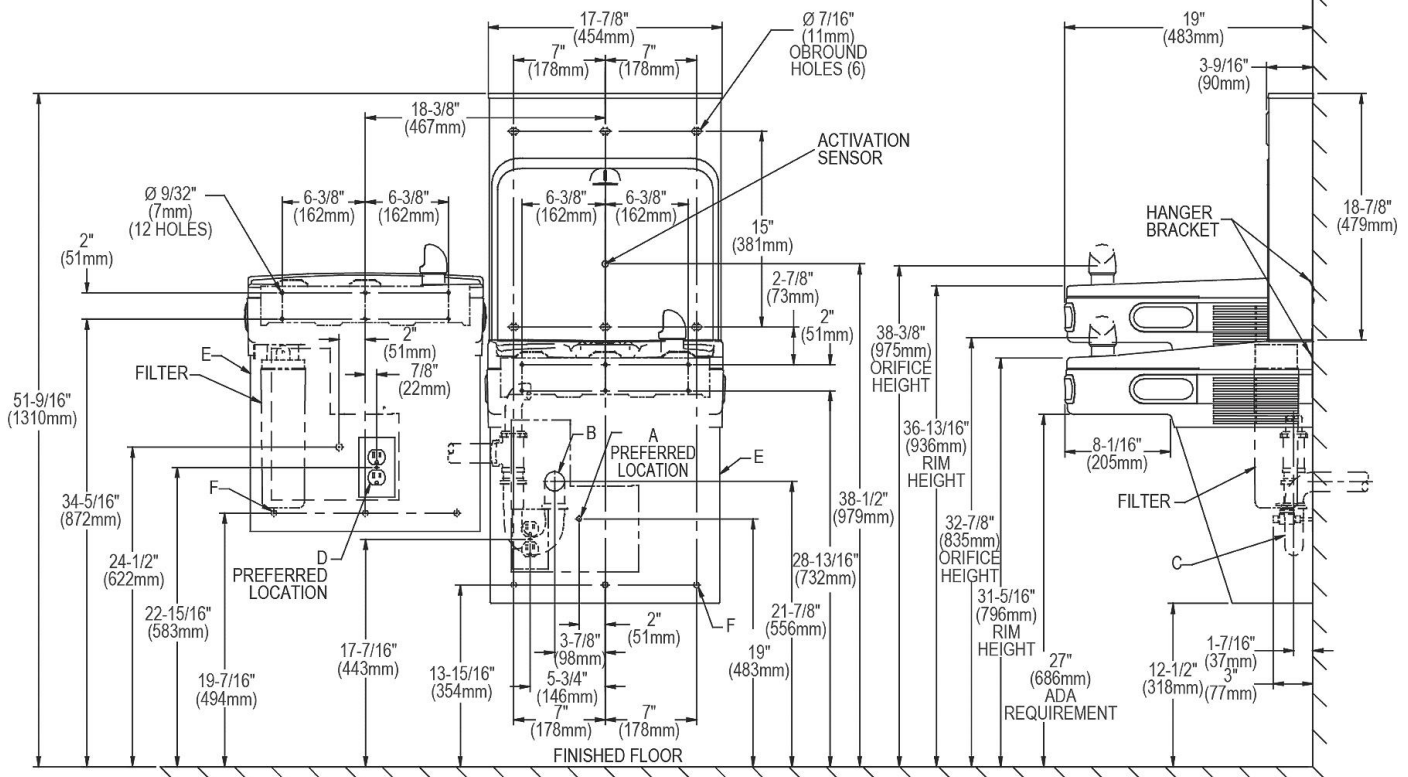 17-7/8"
(454mm)
7"
(178mm)
7"
(178mm)
Ø 7/16"
(11mm)
OBROUND
HOLES (6)
19"
(483mm)
3-9/16"
(90mm)
18-3/8"
(467mm)
ACTIVATION
SENSOR
Ø 9/32"
(7mm)
(12 HOLES)
6-3/8"
(162mm)
6-3/8"
(162mm)
6-3/8"
(162mm)
6-3/8"
(162mm)
15"
(381mm)
HANGER
BRACKET
18-7/8"
(479mm)
2"
(51mm)
2-7/8"
(73mm)
2"
(51mm)
2"
(51mm)
7/8"
(22mm)
E
FILTER
51-9/16"
(1310mm)
38-3/8"
(975mm)
ORIFICE
HEIGHT
36-13/16"
(936mm)
RIM
HEIGHT
8-1/16"
(205mm)
B
A
PREFERRED
LOCATION
E
F
34-5/16"
(872mm)
38-1/2"
(979mm)
FILTER
32-7/8"
(835mm)
ORIFICE
HEIGHT
24-1/2"
(622mm)
D
PREFERRED
LOCATION
28-13/16"
(732mm)
C
22-15/16"
(583mm)
21-7/8"
(556mm)
31-5/16"
(796mm)
RIM
HEIGHT
F
2"
(51mm)
3-7/8"
(98mm)
17-7/16"
(443mm)
19"
(483mm)
1-7/16"
(37mm)
27"
(686mm)
ADA
REQUIREMENT
12-1/2"
(318mm)
3"
(77mm)
19-7/16"
(494mm)
13-15/16"
(354mm)
5-3/4"
(146mm)
7"
(178mm)
7"
(178mm)
FINISHED FLOOR